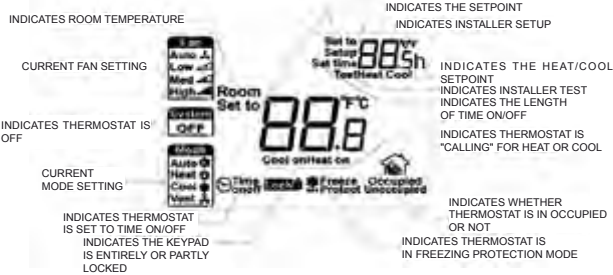 INDICATES THE SETPOINT
INDICATES ROOM TEMPERATURE
INDICATES INSTALLER SETUP
Fan
Auto
Low
Med
High
CURRENT FAN SETTING
Set to
Setup
Set time
88.5h
Test Heat Cool
INDICATES THE HEAT/COOL
SETPOINT
INDICATES INSTALLER TEST
INDICATES THE LENGTH
OF TIME ON/OFF
Room
Set to
88.8
°F°C
System
OFF
INDICATES THERMOSTAT IS
OFF
INDICATES THERMOSTAT IS
"CALLING" FOR HEAT OR COOL
Cool on Heat on
Mode
Auto
Heat
Cool
Vent
CURRENT
MODE SETTING
Time
on/off
Locked
Freeze
Protect
Occupied
Unoccupied
INDICATES THERMOSTAT
IS SET TO TIME ON/OFF
INDICATES WHETHER
THERMOSTAT IS IN OCCUPIED
OR NOT
INDICATES THE KEYPAD
IS ENTIRELY OR PARTLY
LOCKED
INDICATES THERMOSTAT IS
IN FREEZING PROTECTION MODE